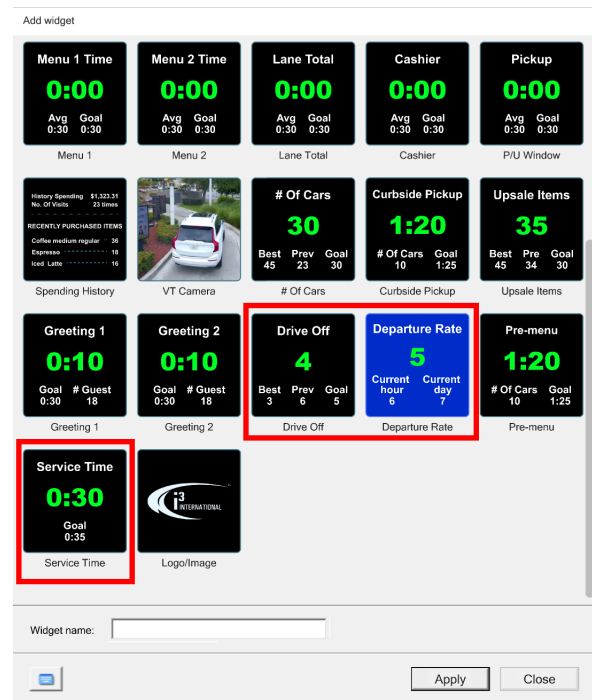 Add widget
Menu 1 Time
0:00
Avg Goal
0:30 0:30
Menu 1
Menu 2 Time
0:00
Avg Goal
0:30 0:30
Menu 2
Lane Total
0:00
Avg Goal
0:30 0:30
Lane Total
Cashier
0:00
Avg Goal
0:30 0:30
Cashier
Pickup
0:00
Avg Goal
0:30 0:30
P/U Window
History Spending $1,323.31
No. Of Visits 23 times
RECENTLY PURCHASED ITEMS
Coffee medium regular 36
Espresso 18
Iced Latte 16
Spending History
VT Camera
# Of Cars
30
Best Prev Goal
45 23 30
# Of Cars
Curbside Pickup
1:20
# Of Cars Goal
10 1:25
Curbside Pickup
Upsale Items
35
Best Pre Goal
45 34 30
Upsale Items
Greeting 1
0:10
Goal # Guest
0:30 18
Greeting 1
Greeting 2
0:10
Goal # Guest
0:30 18
Greeting 2
Drive Off
4
Best Prev Goal
3 6 5
Drive Off
Departure Rate
5
Current Current
hour day
6 7
Departure Rate
Pre-menu
1:20
# Of Cars Goal
10 1:25
Pre-menu
Service Time
0:30
Goal
0:35
Service Time
i3
INTERNATIONAL
Logo/Image
Widget name:
Apply Close